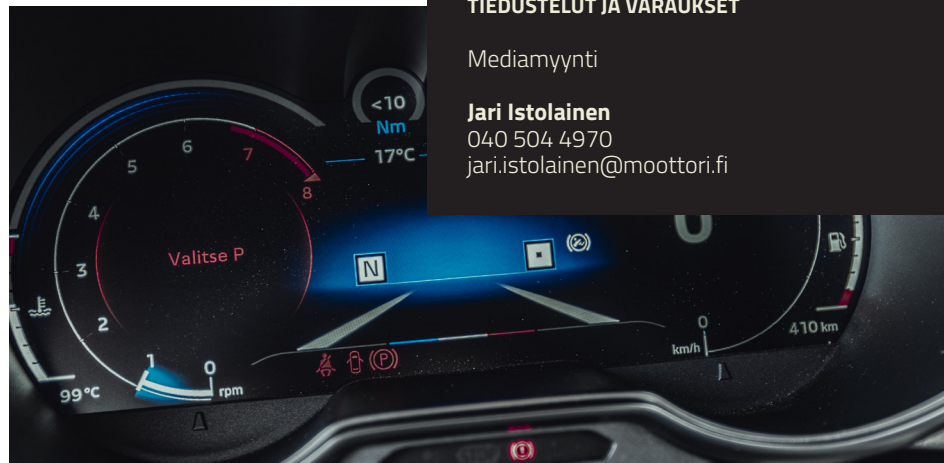 TIEDUSTELUT JA VARAUKSET
Mediamyynti
Jari Istolainen
040 504 4970
jari.istolainen@moottori.fi
<10
Nm
17°C
5
6
7
8
4
3
2
1
0
rpm
Valitse P
N
(P)
99°C
0
km/h
410 km